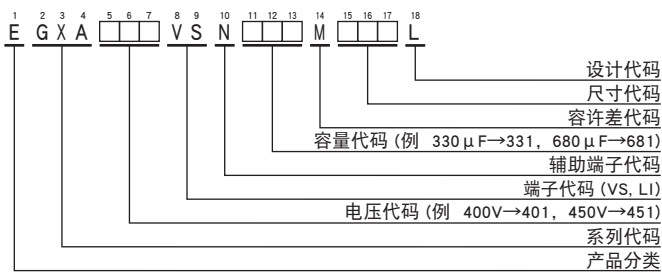 1 2 3 4 5 6 7 8 9 10 11 12 13 14 15 16 17 18
E G X A □□□ V S N □□□ M □□□ L
设计代码
尺寸代码
容许差代码
容量代码 (例 330μF→331, 680μF→681)
辅助端子代码
端子代码 (VS, LI)
电压代码 (例 400V→401, 450V→451)
系列代码
产品分类